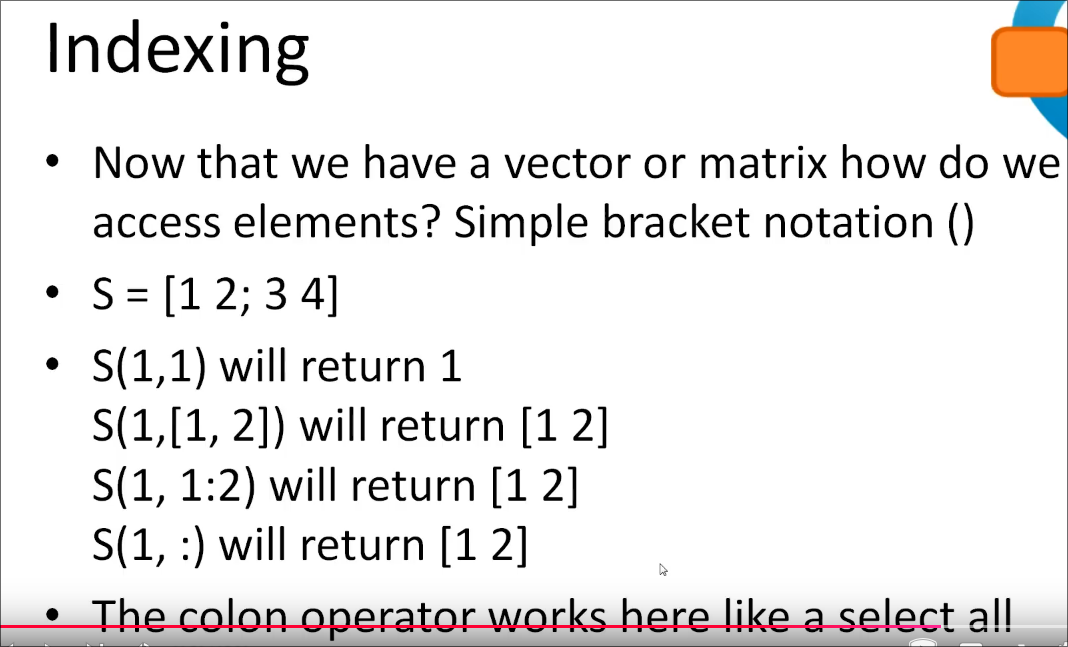 Indexing
• Now that we have a vector or matrix how do we
access elements? Simple bracket notation ()
• S = [1 2; 3 4]
• S(1,1) will return 1
S(1,[1, 2]) will return [1 2]
S(1, 1:2) will return [1 2]
S(1, :) will return [1 2]
• The colon operator works here like a select all